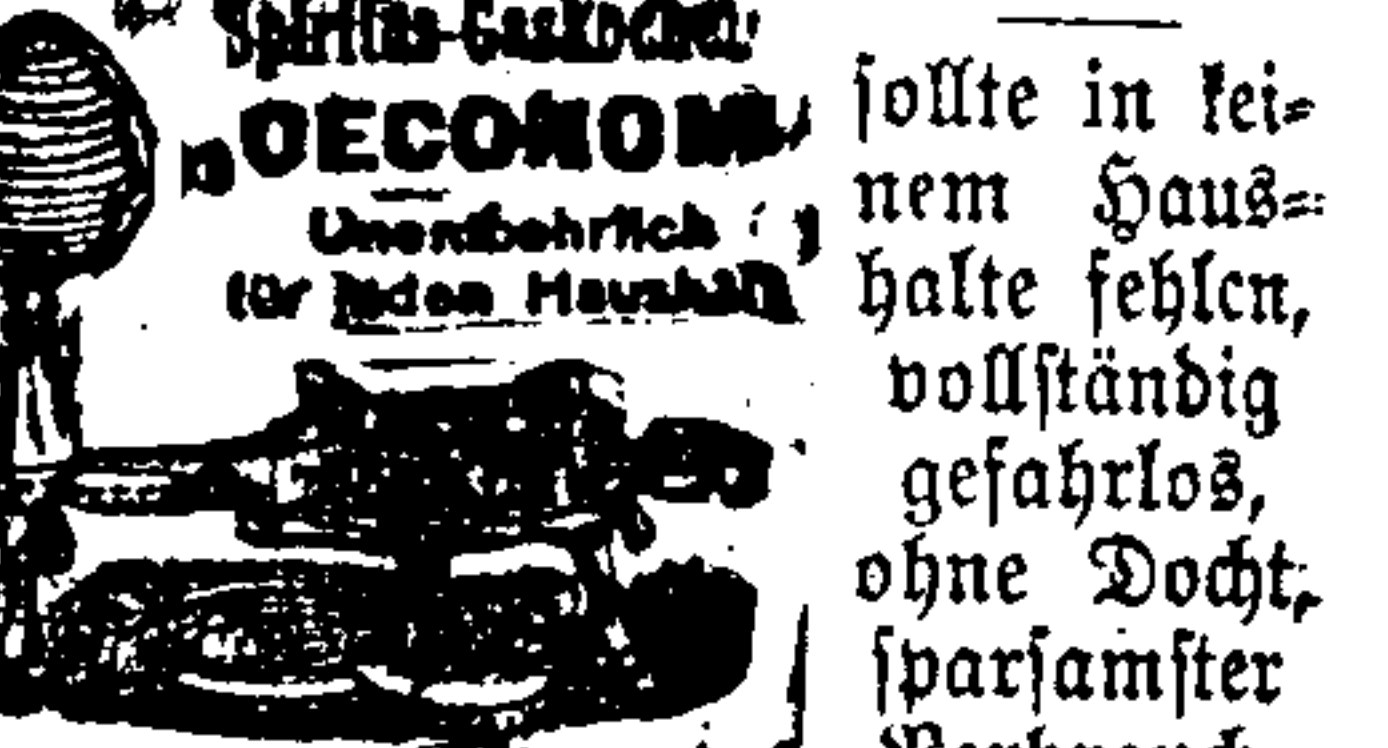 Spiritus-Gaskocher
„OECONOM
Unentbehrlich
für jeden Haushalt
sollte in kei-
nem Haus-
halte fehlen,
vollständig
gefahrlos,
ohne Docht,
sparsamster